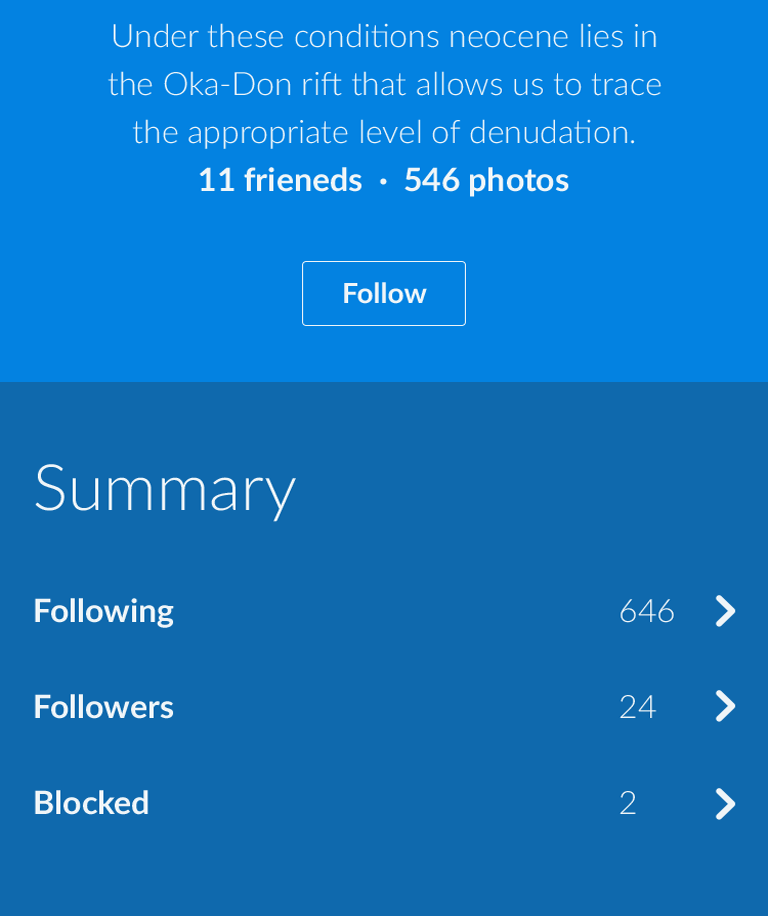 Under these conditions neocene lies in
the Oka-Don rift that allows us to trace
the appropriate level of denudation.
11 frieneds · 546 photos
Follow
Summary
Following 646
Followers 24
Blocked 2